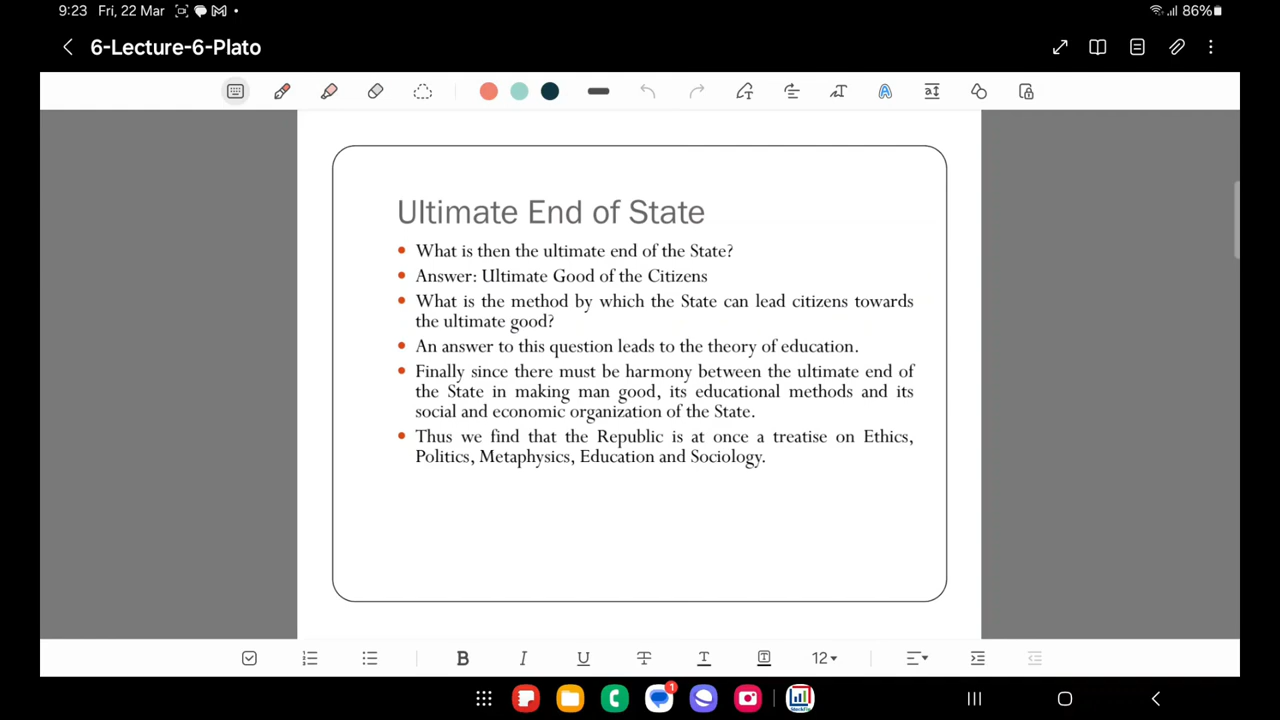 9:23 Fri, 22 Mar
86%
6-Lecture-6-Plato
Ultimate End of State
• What is then the ultimate end of the State?
• Answer: Ultimate Good of the Citizens
• What is the method by which the State can lead citizens towards
the ultimate good?
• An answer to this question leads to the theory of education.
• Finally since there must be harmony between the ultimate end of
the State in making man good, its educational methods and its
social and economic organization of the State.
• Thus we find that the Republic is at once a treatise on Ethics,
Politics, Metaphysics, Education and Sociology.
B I U T T T 12
1